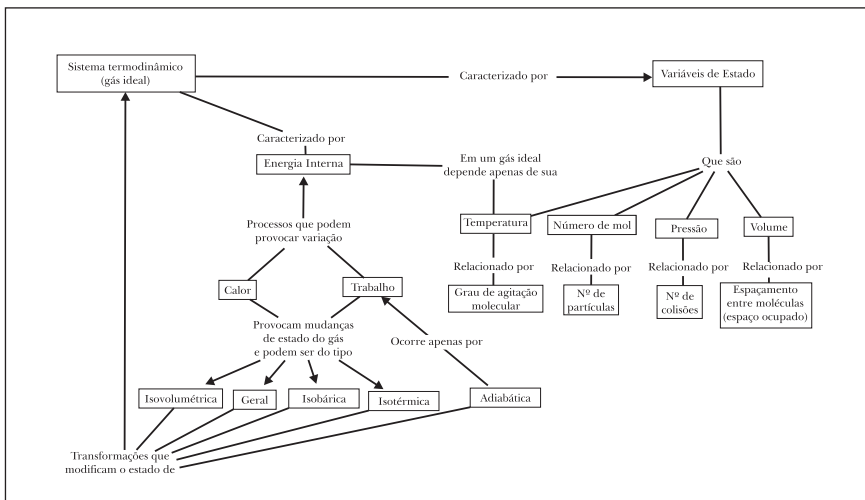 Sistema termodinâmico
(gás ideal)
Caracterizado por
Variáveis de Estado
Caracterizado por
Energia Interna
Em um gás ideal
depende apenas de sua
Que são
Temperatura
Número de mol
Pressão
Volume
Processos que podem
provocar variação
Relacionado por
Relacionado por
Relacionado por
Relacionado por
Calor
Trabalho
Grau de agitação
molecular
Nº de
partículas
Nº de
colisões
Espaçamento
entre moléculas
(espaço ocupado)
Provocam mudanças
de estado do gás
e podem ser do tipo
Ocorre apenas por
Isovolumétrica
Geral
Isobárica
Isotérmica
Adiabática
Transformações que
modificam o estado de